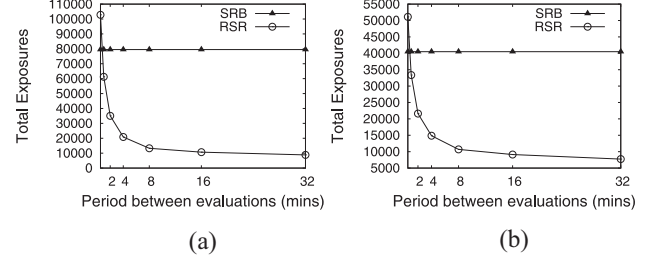 110000
100000
90000
80000
70000
60000
50000
40000
30000
20000
10000
0
Total Exposures
SRB
RSR
2 4 8 16 32
Period between evaluations (mins)
(a)
55000
50000
45000
40000
35000
30000
25000
20000
15000
10000
5000
Total Exposures
SRB
RSR
2 4 8 16 32
Period between evaluations (mins)
(b)